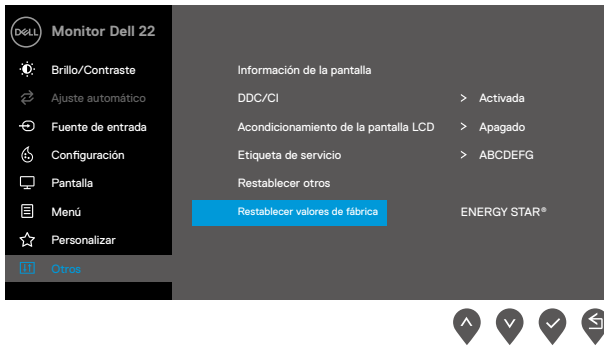 DELL Monitor Dell 22
Brillo/Contraste
Ajuste automático
Fuente de entrada
Configuración
Pantalla
Menú
Personalizar
Otros
Información de la pantalla
DDC/CI > Activada
Acondicionamiento de la pantalla LCD > Apagado
Etiqueta de servicio > ABCDEFG
Restablecer otros
Restablecer valores de fábrica ENERGY STAR®